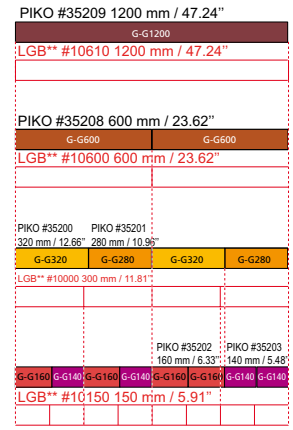 PIKO #35209 1200 mm / 47.24”
G-G1200
LGB** #10610 1200 mm / 47.24”
PIKO #35208 600 mm / 23.62”
G-G600 G-G600
LGB** #10600 600 mm / 23.62”
PIKO #35200 PIKO #35201
320 mm / 12.66” 280 mm / 10.96”
G-G320 G-G280 G-G320 G-G280
LGB** #10000 300 mm / 11.81”
PIKO #35202 PIKO #35203
160 mm / 6.33” 140 mm / 5.48”
G-G160 G-G140 G-G160 G-G140 G-G160 G-G160 G-G140 G-G140
LGB** #10150 150 mm / 5.91”